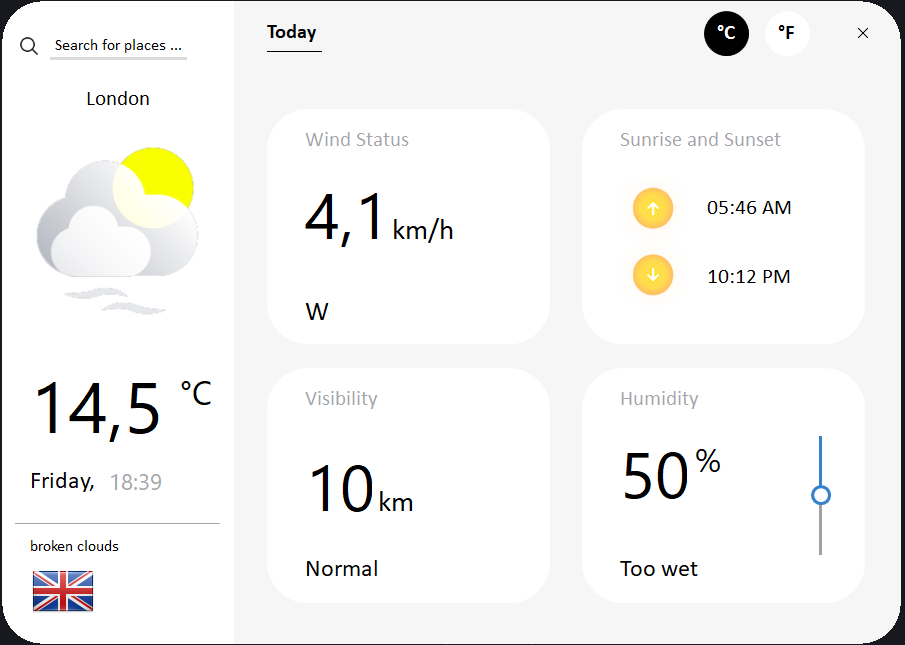 Search for places ...
London
14,5 °C
Friday, 18:39
broken clouds
Today
°C
°F
Wind Status
4,1 km/h
W
Sunrise and Sunset
05:46 AM
10:12 PM
Visibility
10 km
Normal
Humidity
50 %
Too wet